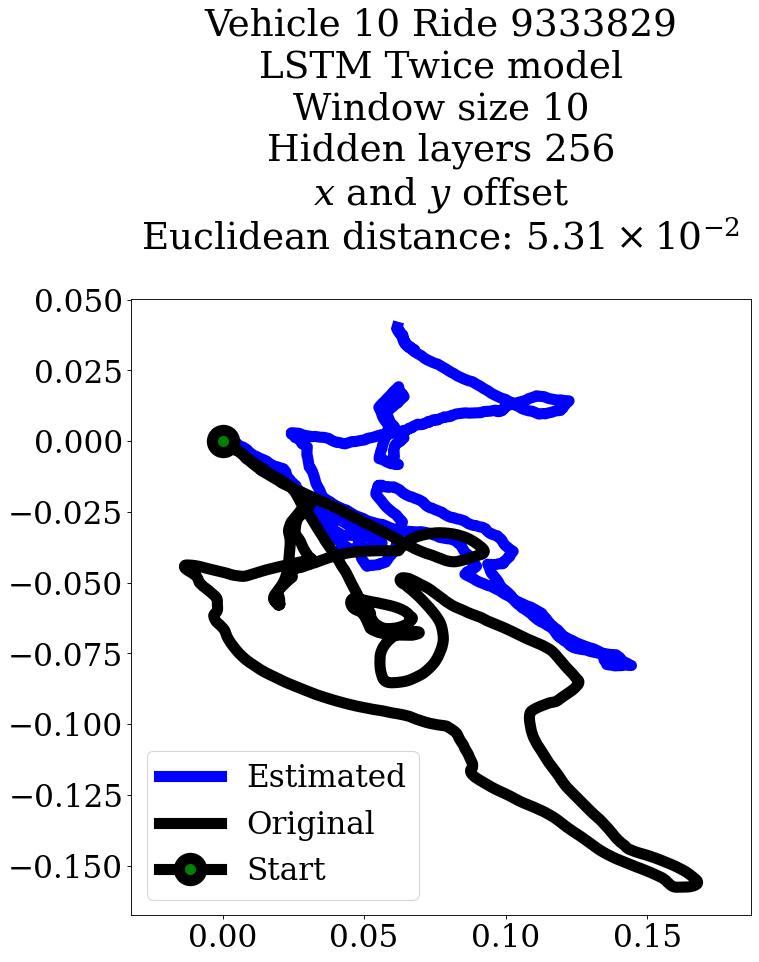 Vehicle 10 Ride 9333829
LSTM Twice model
Window size 10
Hidden layers 256
x and y offset
Euclidean distance: 5.31 × 10⁻²
0.050
0.025
0.000
−0.025
−0.050
−0.075
−0.100
−0.125
−0.150
Estimated
Original
Start
0.00 0.05 0.10 0.15